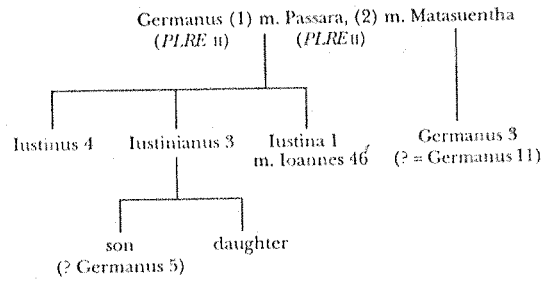 Germanus (1) m. Passara, (2) m. Matasuentha
(PLRE II) (PLRE II)
Iustinus 4 Iustinianus 3 Iustina 1 Germanus 3
m. Ioannes 46 (? = Germanus 11)
son daughter
(? Germanus 5)